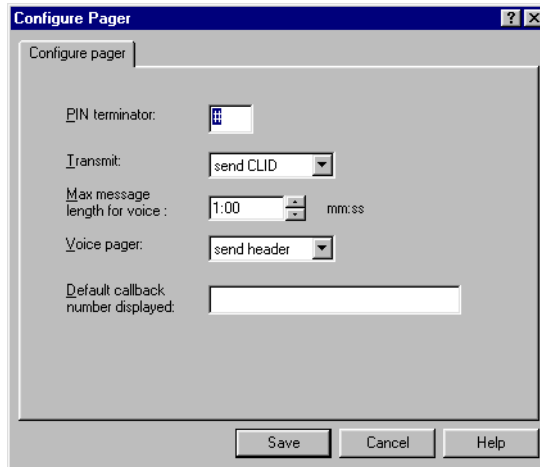 Configure Pager
Configure pager
PIN terminator: #
Transmit: send CLID
Max message
length for voice : 1:00 mm:ss
Voice pager: send header
Default callback
number displayed:
Save Cancel Help